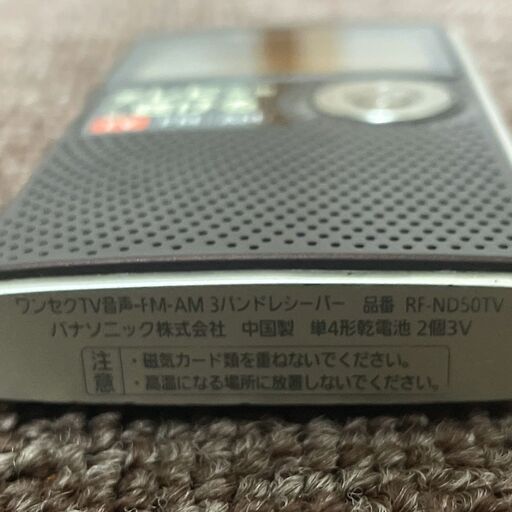 ワンセクTV音声-FM-AM 3バンドレシーバー 品番 RF-ND50TV
パナソニック株式会社 中国製 単4形乾電池 2個3V
注意
・磁気カード類を重ねないでください。
・高温になる場所に放置しないでください。